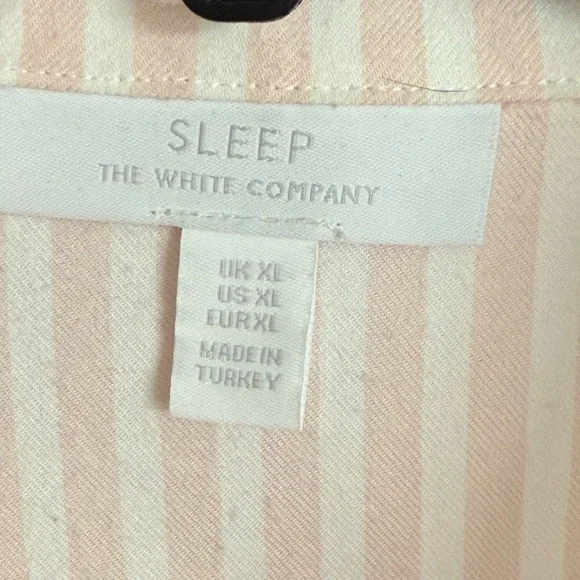 SLEEP
THE WHITE COMPANY
UK XL
US XL
EUR XL
MADE IN
TURKEY